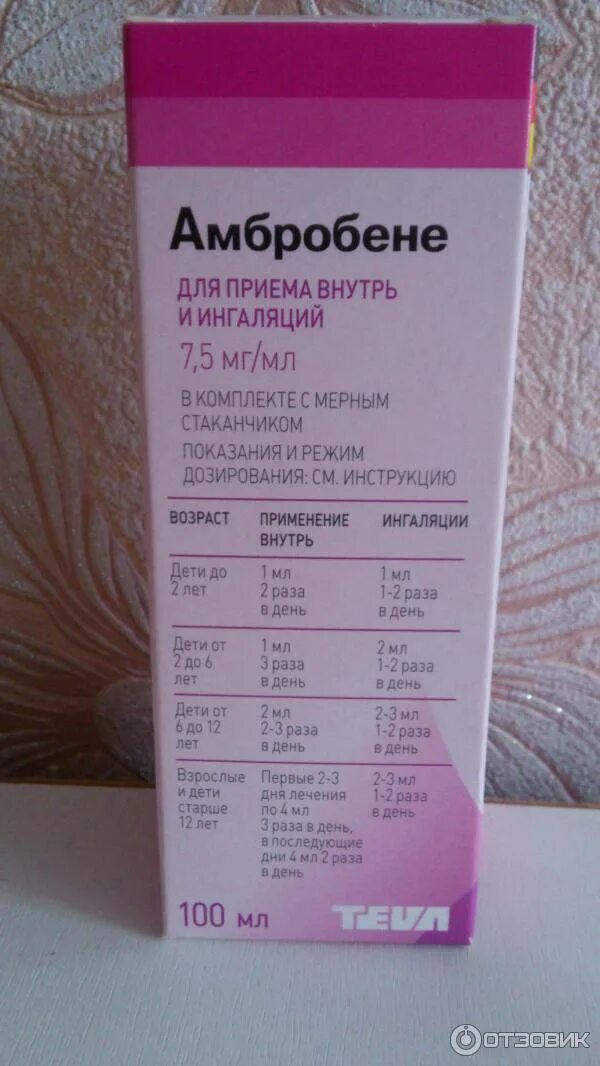 Амбробене
ДЛЯ ПРИЕМА ВНУТРЬ
И ИНГАЛЯЦИЙ
7,5 мг/мл
В КОМПЛЕКТЕ С МЕРНЫМ
СТАКАНЧИКОМ
ПОКАЗАНИЯ И РЕЖИМ
ДОЗИРОВАНИЯ: СМ. ИНСТРУКЦИЮ
ВОЗРАСТ
ПРИМЕНЕНИЕ
ВНУТРЬ
ИНГАЛЯЦИИ
Дети до
2 лет
1 мл
2 раза
в день
1 мл
1-2 раза
в день
Дети от
2 до 6
лет
1 мл
3 раза
в день
2 мл
1-2 раза
в день
Дети от
6 до 12
лет
2 мл
2-3 раза
в день
2-3 мл
1-2 раза
в день
Взрослые
и дети
старше
12 лет
Первые 2-3
дня лечения
по 4 мл
3 раза в день,
в последующие
дни 4 мл 2 раза
в день
2-3 мл
1-2 раза
в день
100 мл
TEVA
ОТЗОВИК